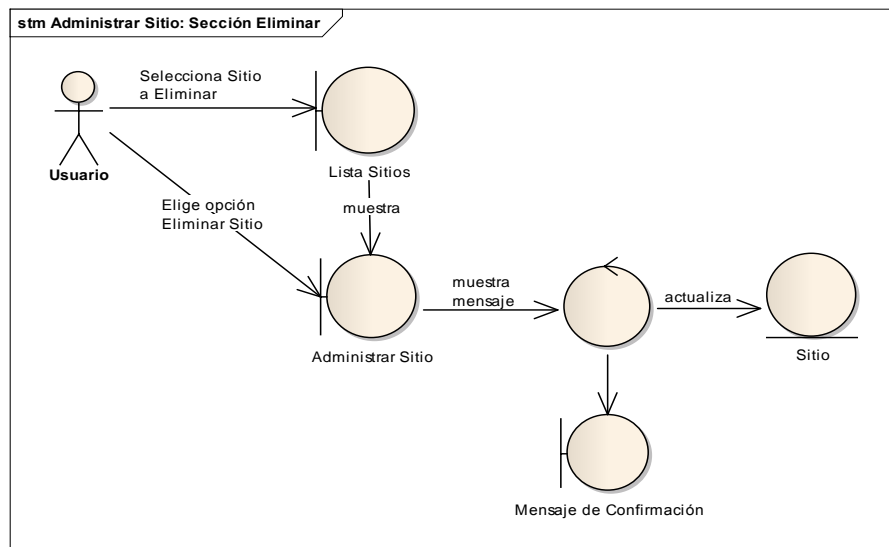 stm Administrar Sitio: Sección Eliminar
Selecciona Sitio
a Eliminar
Usuario
Lista Sitios
Elige opción
Eliminar Sitio
muestra
muestra
mensaje
actualiza
Administrar Sitio
Sitio
Mensaje de Confirmación